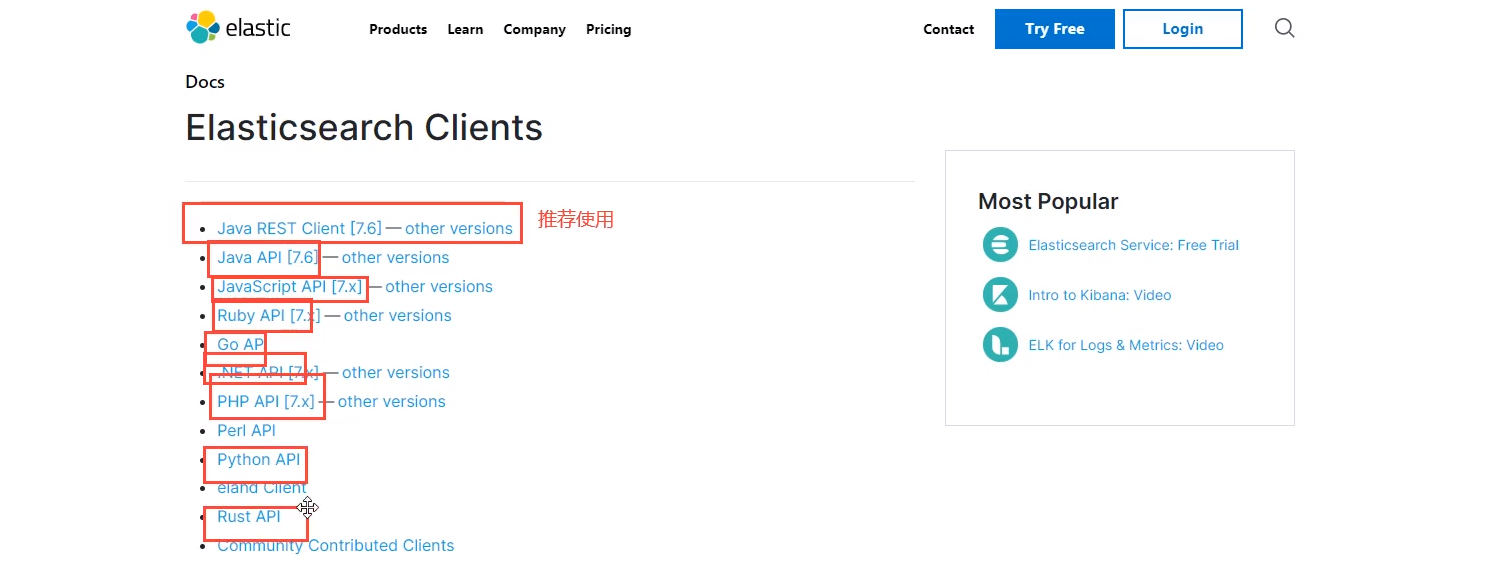 elastic Products Learn Company Pricing Contact Try Free Login
Docs
Elasticsearch Clients
Java REST Client [7.6] — other versions 推荐使用
Java API [7.6] — other versions
JavaScript API [7.x] — other versions
Ruby API [7.x] — other versions
Go API
.NET API [7.x] — other versions
PHP API [7.x] — other versions
Perl API
Python API
eland Client
Rust API
Community Contributed Clients
Most Popular
Elasticsearch Service: Free Trial
Intro to Kibana: Video
ELK for Logs & Metrics: Video